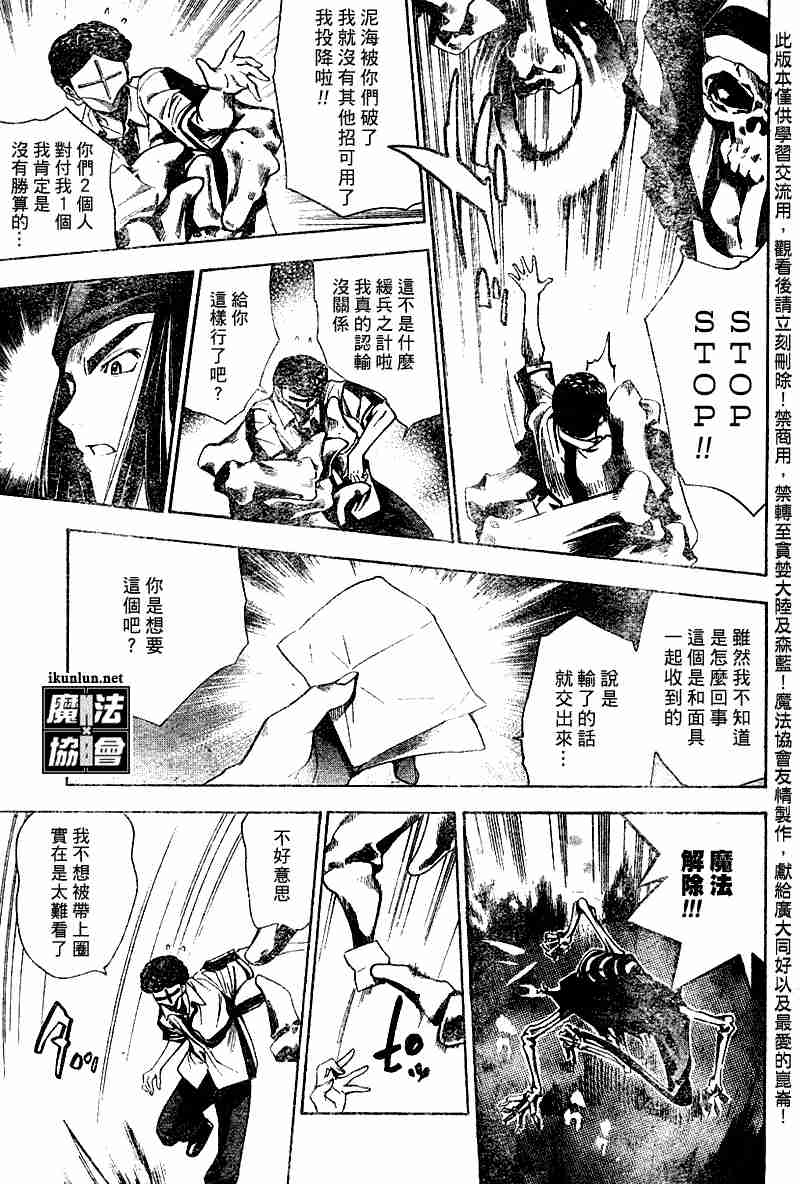 STOP
STOP!!
泥海被你們破了
我就沒有其他招可用了
我投降啦!!
你們2個人
對付我1個
我肯定是
沒有勝算的…
這不是什麼
緩兵之計啦
我真的認輸
沒關係
給你
這樣行了吧？
雖然我不知道
是怎麼回事
這個是和面具
一起收到的
說是
輸了的話
就交出來…
你是想要
這個吧？
ikunlun.net
魔法
協會
MxO
魔法
解除!!!
to
不好意思
我不想被帶上圈
實在是太難看了
ダッ
此版本僅供學習交流用，觀看後請立刻刪除！禁商用，禁轉至貪婪大陸及森藍！魔法協會友情製作，獻給廣大同好以及最愛的崑崙！